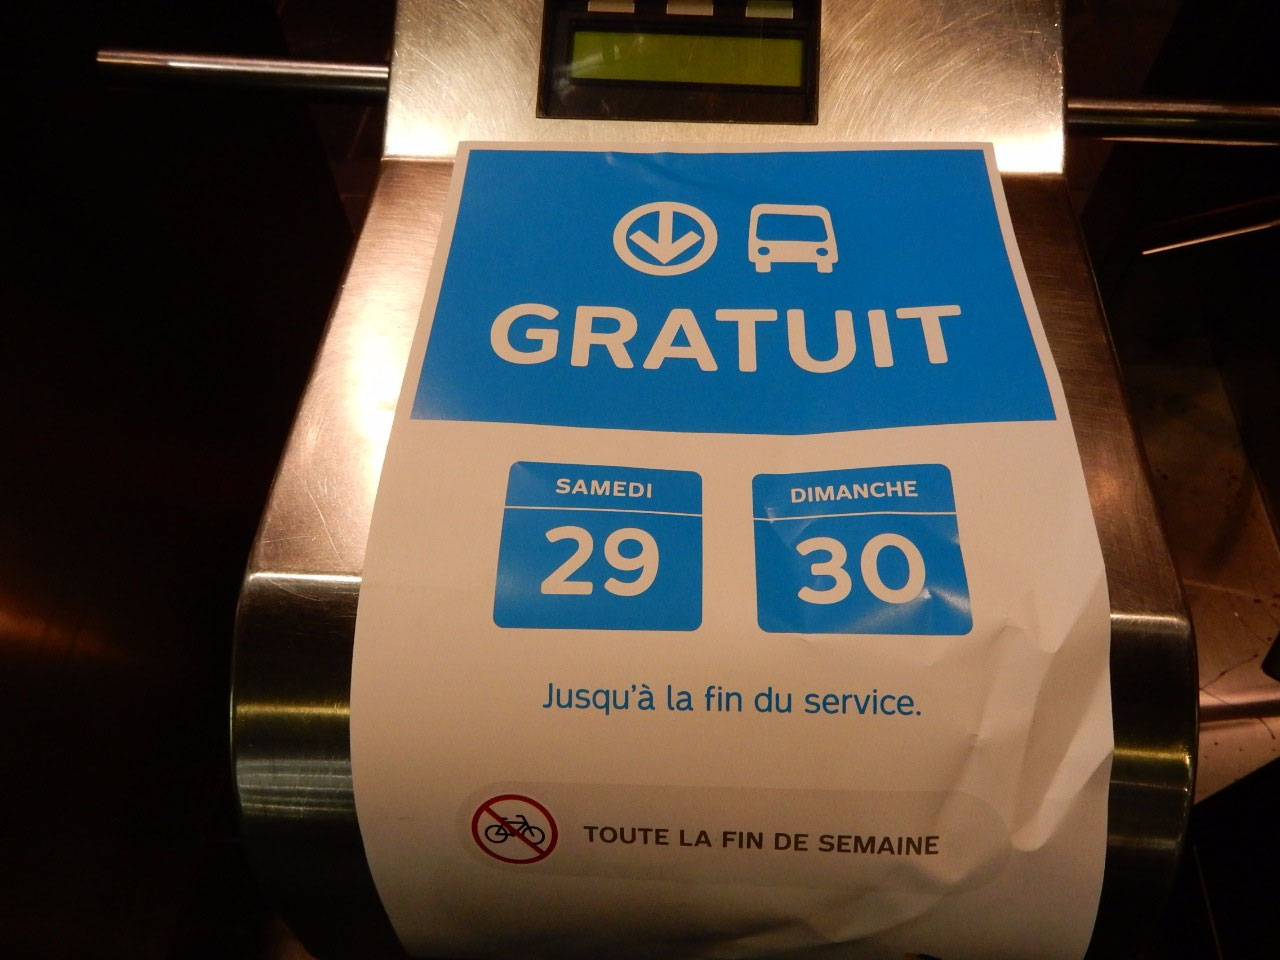 GRATUIT
SAMEDI
29
DIMANCHE
30
Jusqu'à la fin du service.
TOUTE LA FIN DE SEMAINE